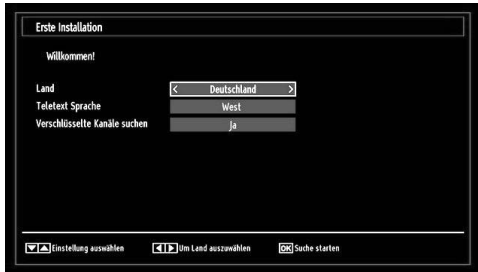 Erste Installation
Willkommen!
Land < Deutschland >
Teletext Sprache West
Verschlüsselte Kanäle suchen Ja
Einstellung auswählen Um Land auszuwählen OK Suche starten